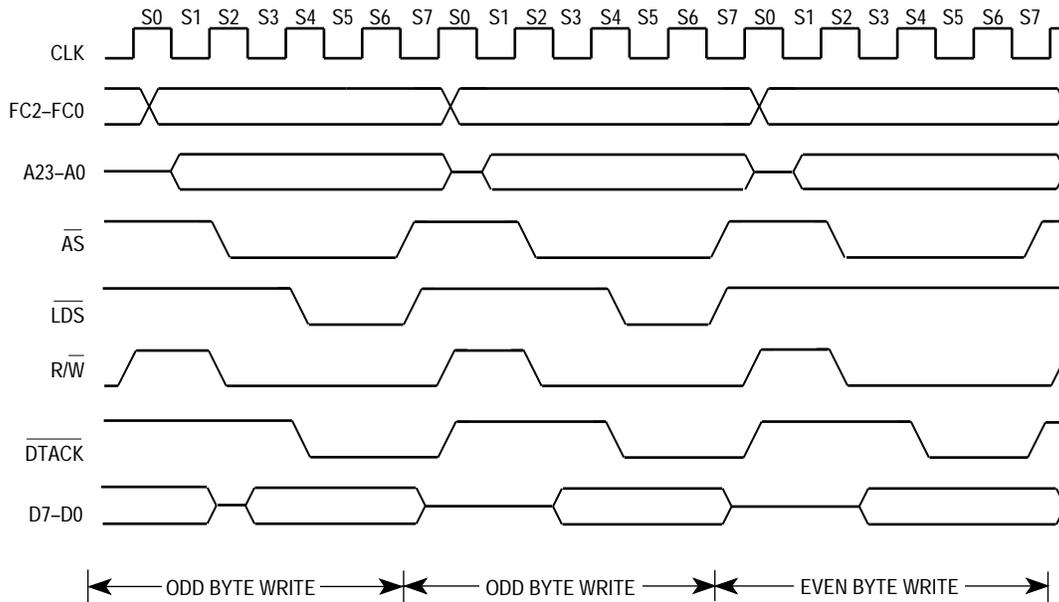 S0 S1 S2 S3 S4 S5 S6 S7 S0 S1 S2 S3 S4 S5 S6 S7 S0 S1 S2 S3 S4 S5 S6 S7
CLK
FC2–FC0
A23–A0
AS
LDS
R/W
DTACK
D7–D0
ODD BYTE WRITE ODD BYTE WRITE EVEN BYTE WRITE